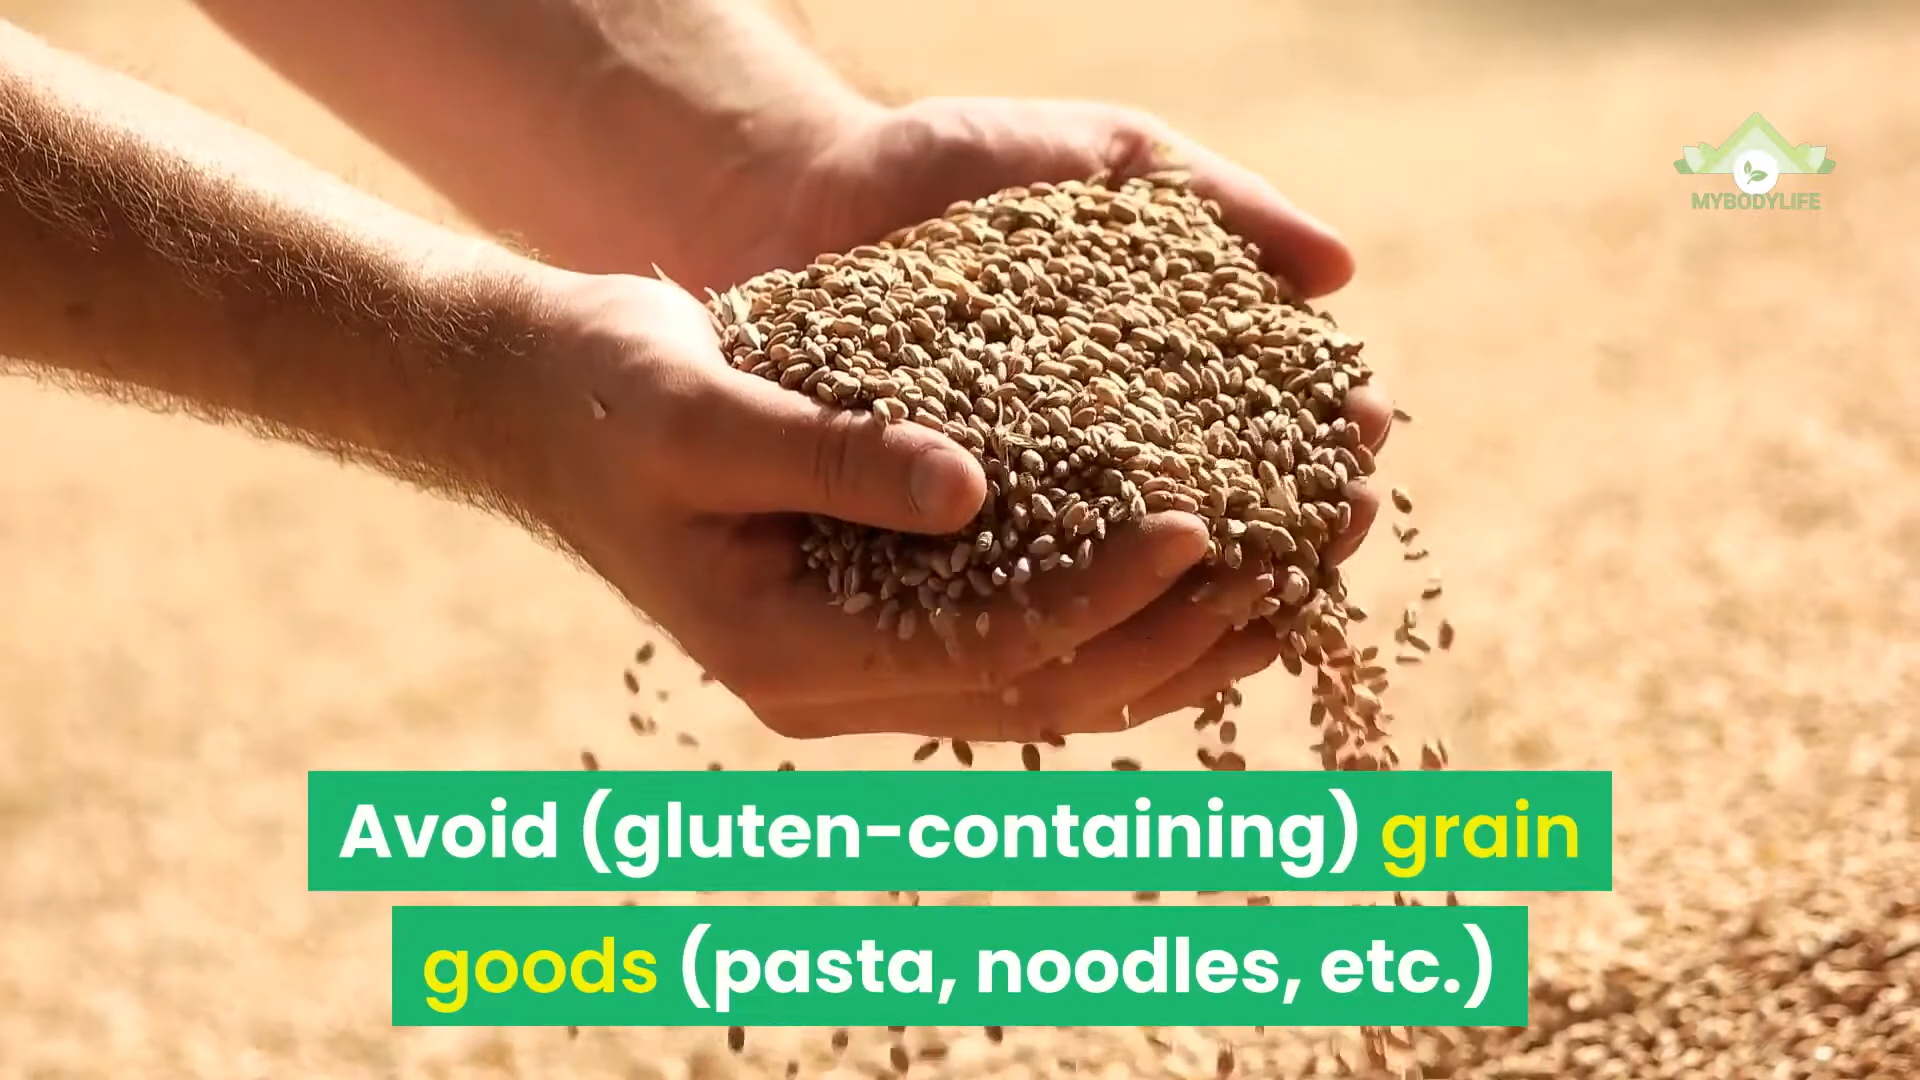 MYBODYLIFE
Avoid (gluten-containing) grain
goods (pasta, noodles, etc.)